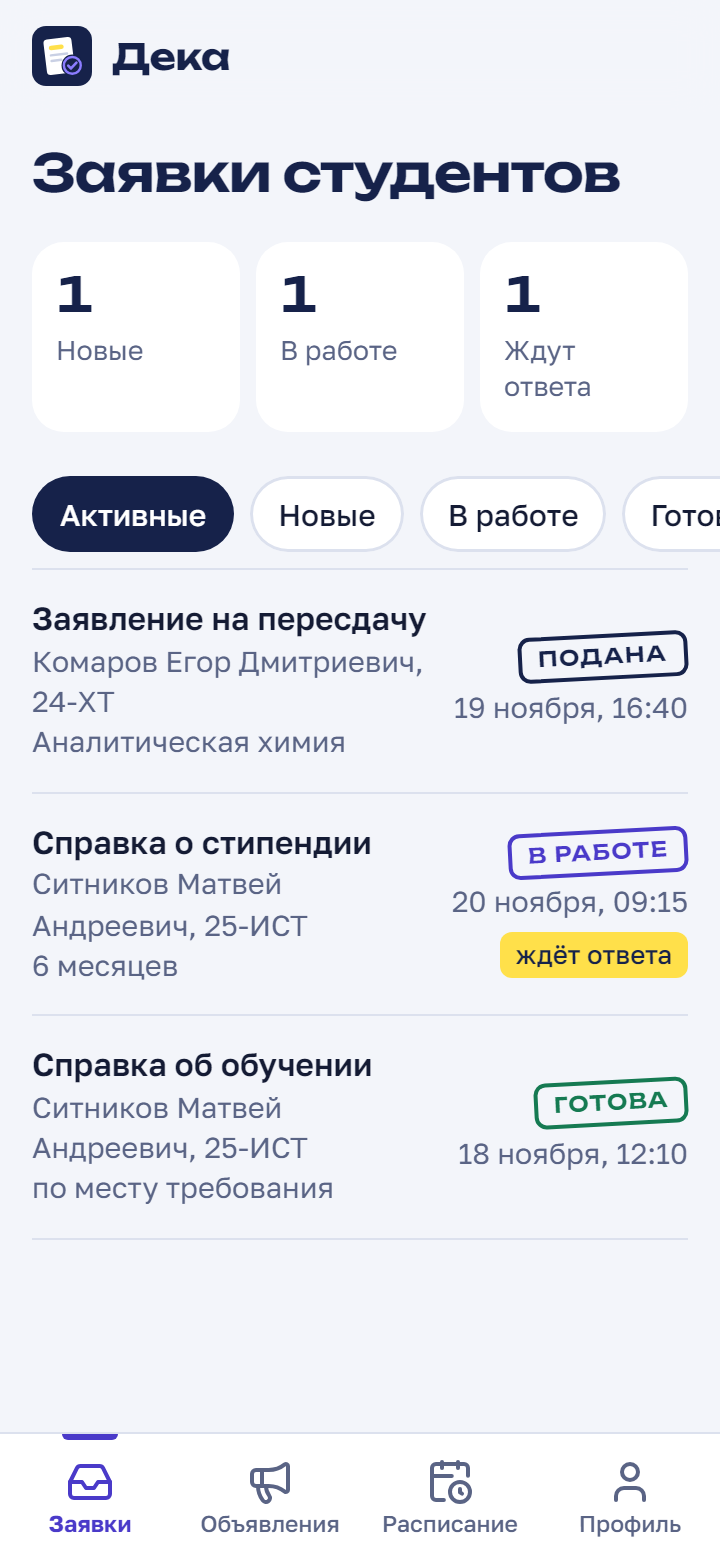 Дека
Заявки студентов
1
Новые
1
В работе
1
Ждут
ответа
Активные
Новые
В работе
Заявление на пересдачу
Комаров Егор Дмитриевич,
24-ХТ
Аналитическая химия
ПОДАНА
19 ноября, 16:40
Справка о стипендии
Ситников Матвей
Андреевич, 25-ИСТ
6 месяцев
В РАБОТЕ
20 ноября, 09:15
ждёт ответа
Справка об обучении
Ситников Матвей
Андреевич, 25-ИСТ
по месту требования
ГОТОВА
18 ноября, 12:10
Заявки
Объявления
Расписание
Профиль